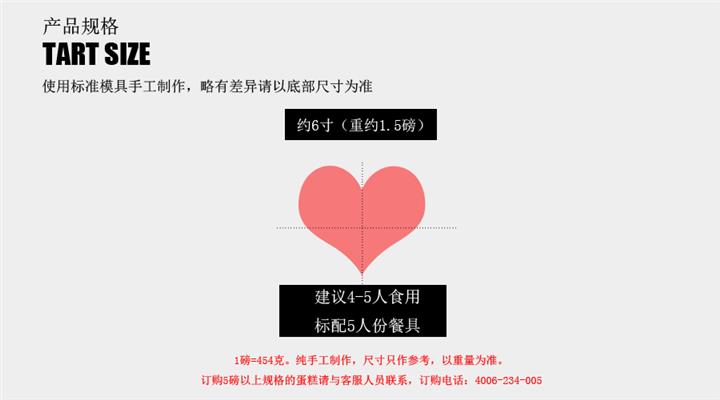 产品规格
TART SIZE
使用标准模具手工制作，略有差异请以底部尺寸为准
约6寸（重约1.5磅）
建议4-5人食用
标配5人份餐具
1磅=454克。纯手工制作，尺寸只作参考，以重量为准。
订购5磅以上规格的蛋糕请与客服人员联系，订购电话：4006-234-005